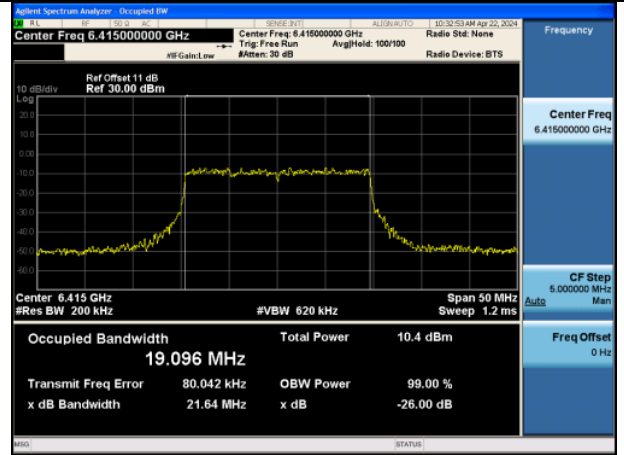 Agilent Spectrum Analyzer - Occupied BW
RL RF 50 Ω AC SENSE:INT ALIGNAUTO 10:32:53 AM Apr 22, 2024
Center Freq 6.415000000 GHz Center Freq: 6.415000000 GHz Radio Std: None
Trig: Free Run Avg|Hold: 100/100
#IFGain:Low #Atten: 30 dB Radio Device: BTS
Frequency
Ref Offset 11 dB
10 dB/div Ref 30.00 dBm
Log
20.0
10.0
0.00
-10.0
-20.0
-30.0
-40.0
-50.0
-60.0
Center 6.415 GHz Span 50 MHz
#Res BW 200 kHz #VBW 620 kHz Sweep 1.2 ms
Occupied Bandwidth Total Power 10.4 dBm
19.096 MHz
Transmit Freq Error 80.042 kHz OBW Power 99.00 %
x dB Bandwidth 21.64 MHz x dB -26.00 dB
Center Freq
6.415000000 GHz
CF Step
5.000000 MHz
Auto Man
Freq Offset
0 Hz
MSG STATUS